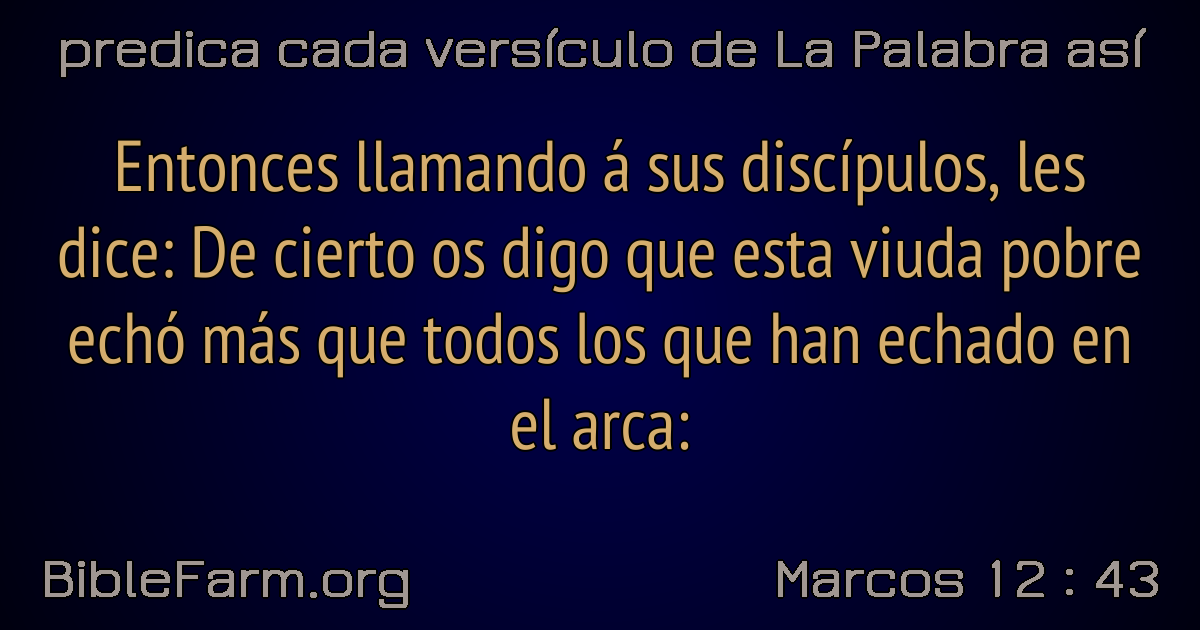 predica cada versículo de La Palabra así
Entonces llamando á sus discípulos, les
dice: De cierto os digo que esta viuda pobre
echó más que todos los que han echado en
el arca:
BibleFarm.org
Marcos 12 : 43